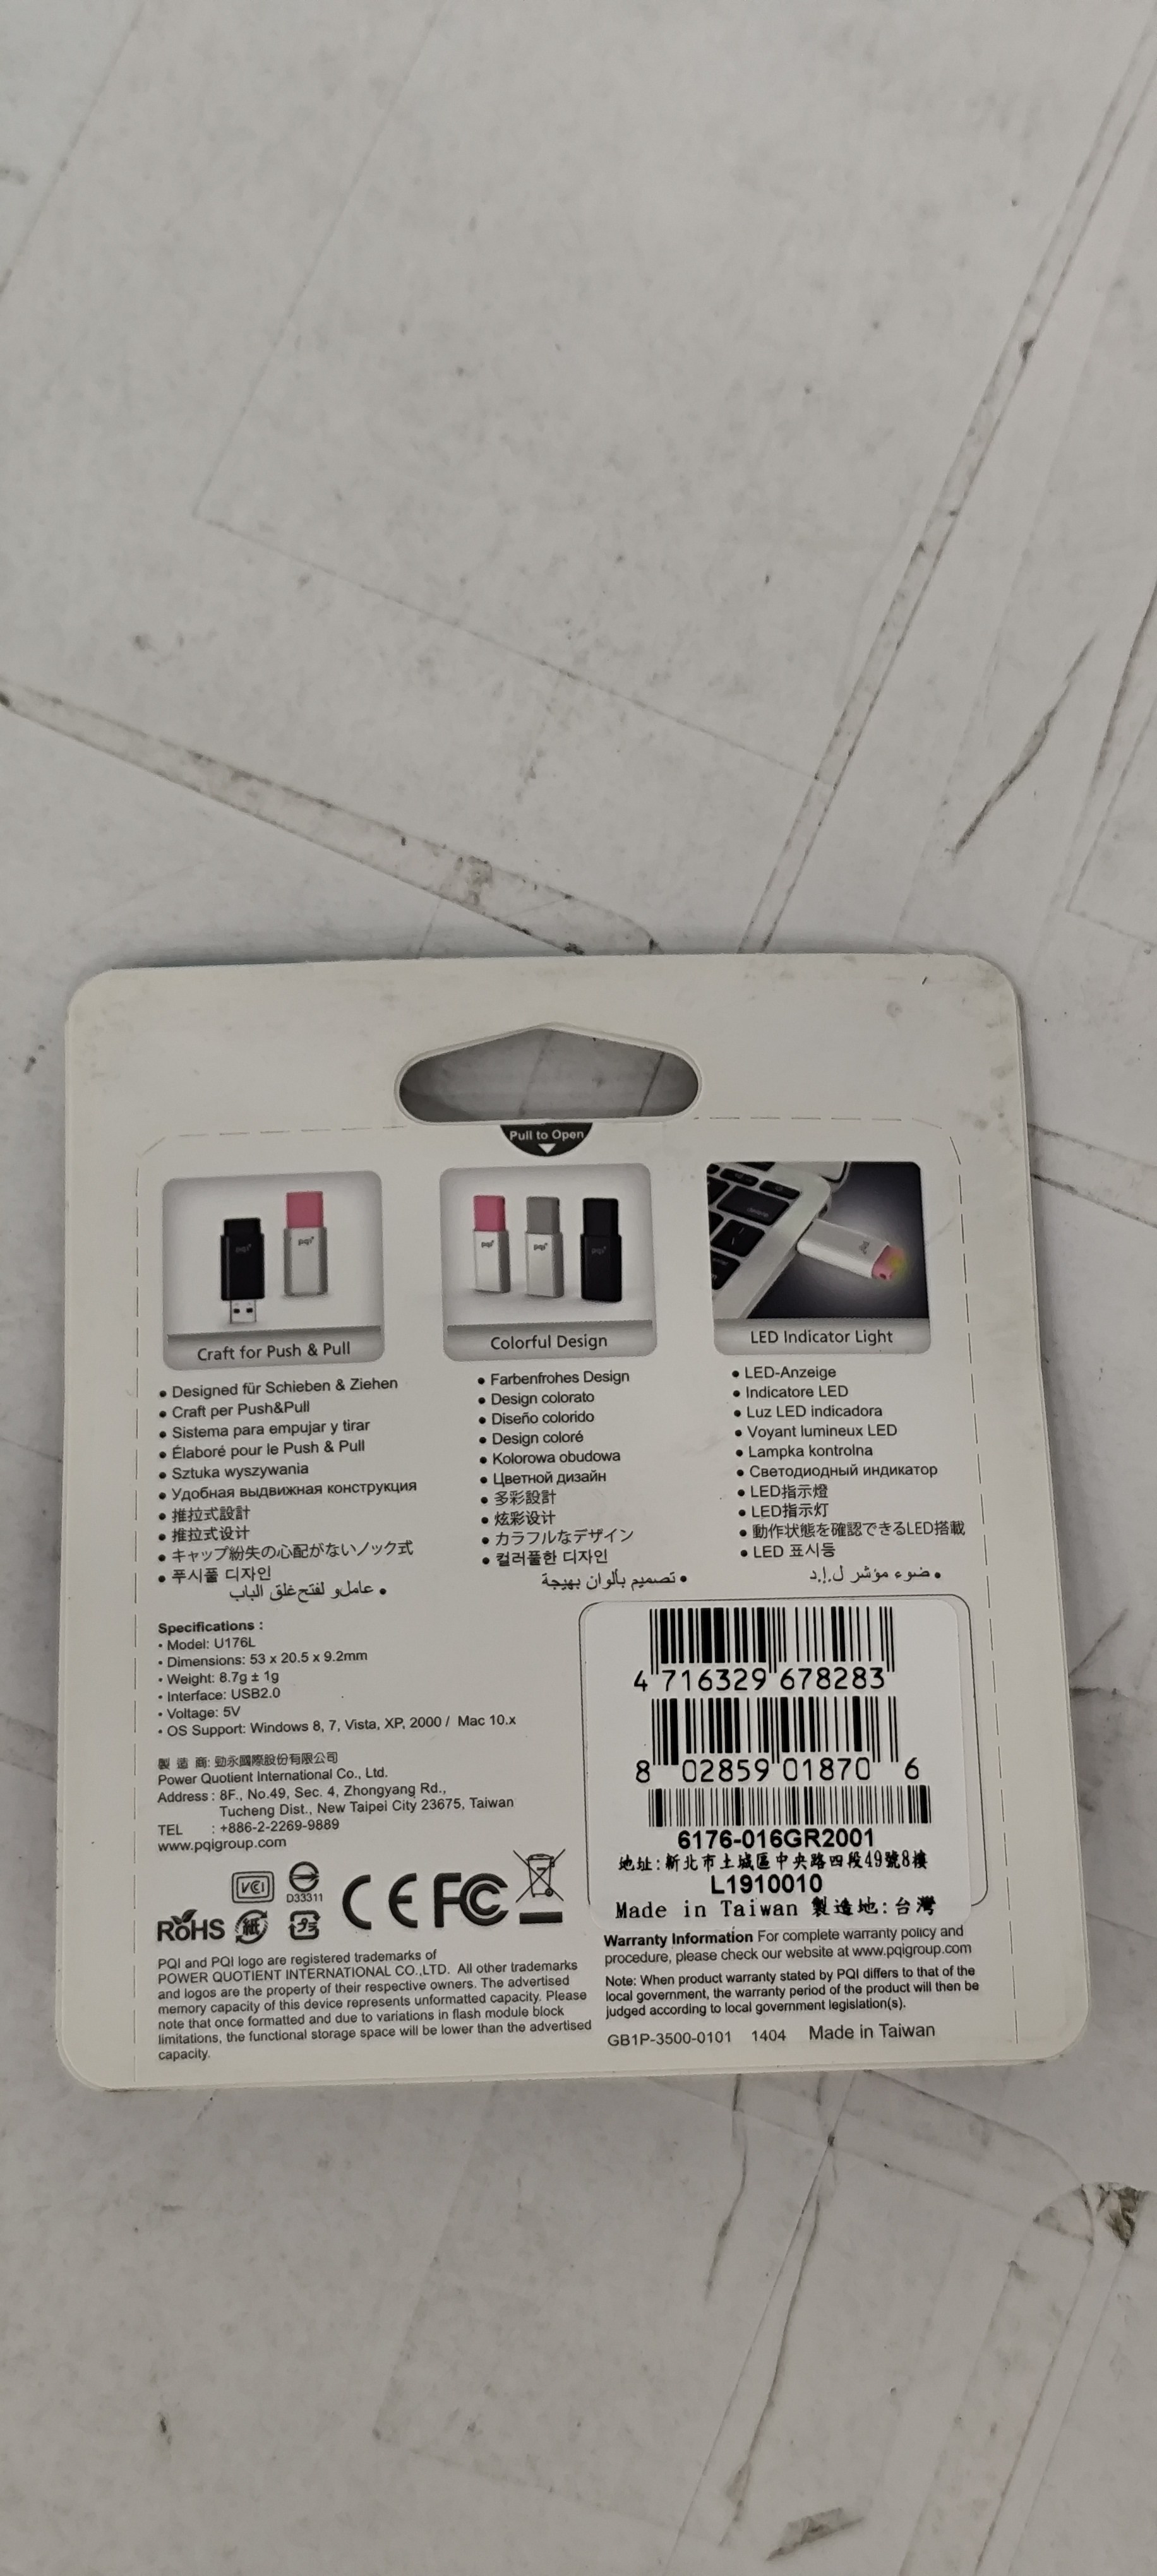 Pull to Open
pqi
pqi
Craft for Push & Pull
• Designed für Schieben & Ziehen
• Craft per Push&Pull
• Sistema para empujar y tirar
• Élaboré pour le Push & Pull
• Sztuka wyszywania
• Удобная выдвижная конструкция
• 推拉式設計
• 推拉式设计
• キャップ紛失の心配がないノック式
• 푸시풀 디자인
• عاملو لفتح غلق الباب
pqi
pqi
pqi
Colorful Design
• Farbenfrohes Design
• Design colorato
• Diseño colorido
• Design coloré
• Kolorowa obudowa
• Цветной дизайн
• 多彩設計
• 炫彩设计
• カラフルなデザイン
• 컬러풀한 디자인
• تصميم بألوان بهيجة
LED Indicator Light
• LED-Anzeige
• Indicatore LED
• Luz LED indicadora
• Voyant lumineux LED
• Lampka kontrolna
• Светодиодный индикатор
• LED指示燈
• LED指示灯
• 動作状態を確認できるLED搭載
• LED 표시등
• ضوء مؤشر ل.إ.د
Specifications :
• Model: U176L
• Dimensions: 53 x 20.5 x 9.2mm
• Weight: 8.7g ± 1g
• Interface: USB2.0
• Voltage: 5V
• OS Support: Windows 8, 7, Vista, XP, 2000 / Mac 10.x
製 造 商: 勁永國際股份有限公司
Power Quotient International Co., Ltd.
Address : 8F., No.49, Sec. 4, Zhongyang Rd.,
Tucheng Dist., New Taipei City 23675, Taiwan
TEL : +886-2-2269-9889
www.pqigroup.com
VCI
D33311
RoHS
紙
プラ
CE FC
PQI and PQI logo are registered trademarks of
POWER QUOTIENT INTERNATIONAL CO.,LTD. All other trademarks
and logos are the property of their respective owners. The advertised
memory capacity of this device represents unformatted capacity. Please
note that once formatted and due to variations in flash module block
limitations, the functional storage space will be lower than the advertised
capacity.
4 716329 678283
8 02859 01870 6
6176-016GR2001
地址:新北市土城區中央路四段49號8樓
L1910010
Made in Taiwan 製造地:台灣
Warranty Information For complete warranty policy and
procedure, please check our website at www.pqigroup.com
Note: When product warranty stated by PQI differs to that of the
local government, the warranty period of the product will then be
judged according to local government legislation(s).
GB1P-3500-0101 1404 Made in Taiwan